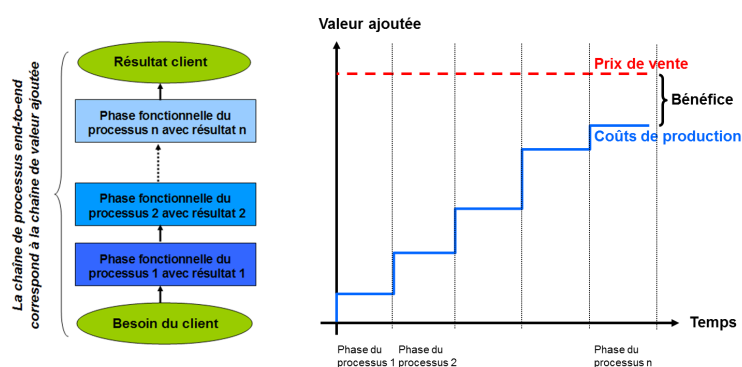 La chaîne de processus end-to-end
correspond à la chaîne de valeur ajoutée
Résultat client
Phase fonctionnelle du
processus n avec résultat n
Phase fonctionnelle du
processus 2 avec résultat 2
Phase fonctionnelle du
processus 1 avec résultat 1
Besoin du client
Valeur ajoutée
Prix de vente
Bénéfice
Coûts de production
Temps
Phase du
processus 1
Phase du
processus 2
Phase du
processus n